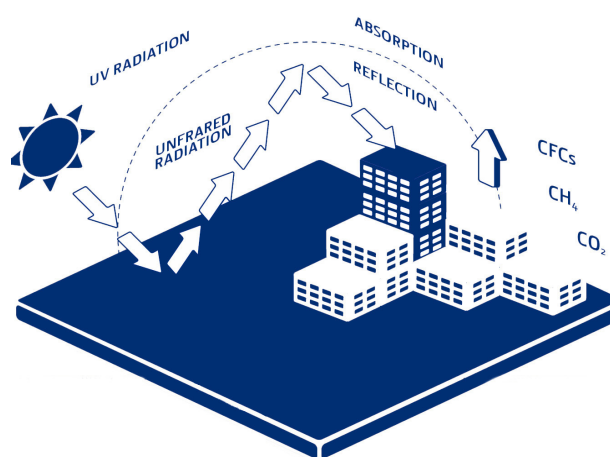 UV RADIATION
ABSORPTION
REFLECTION
UNFRARED
RADIATION
CFCs
CH₄
CO₂